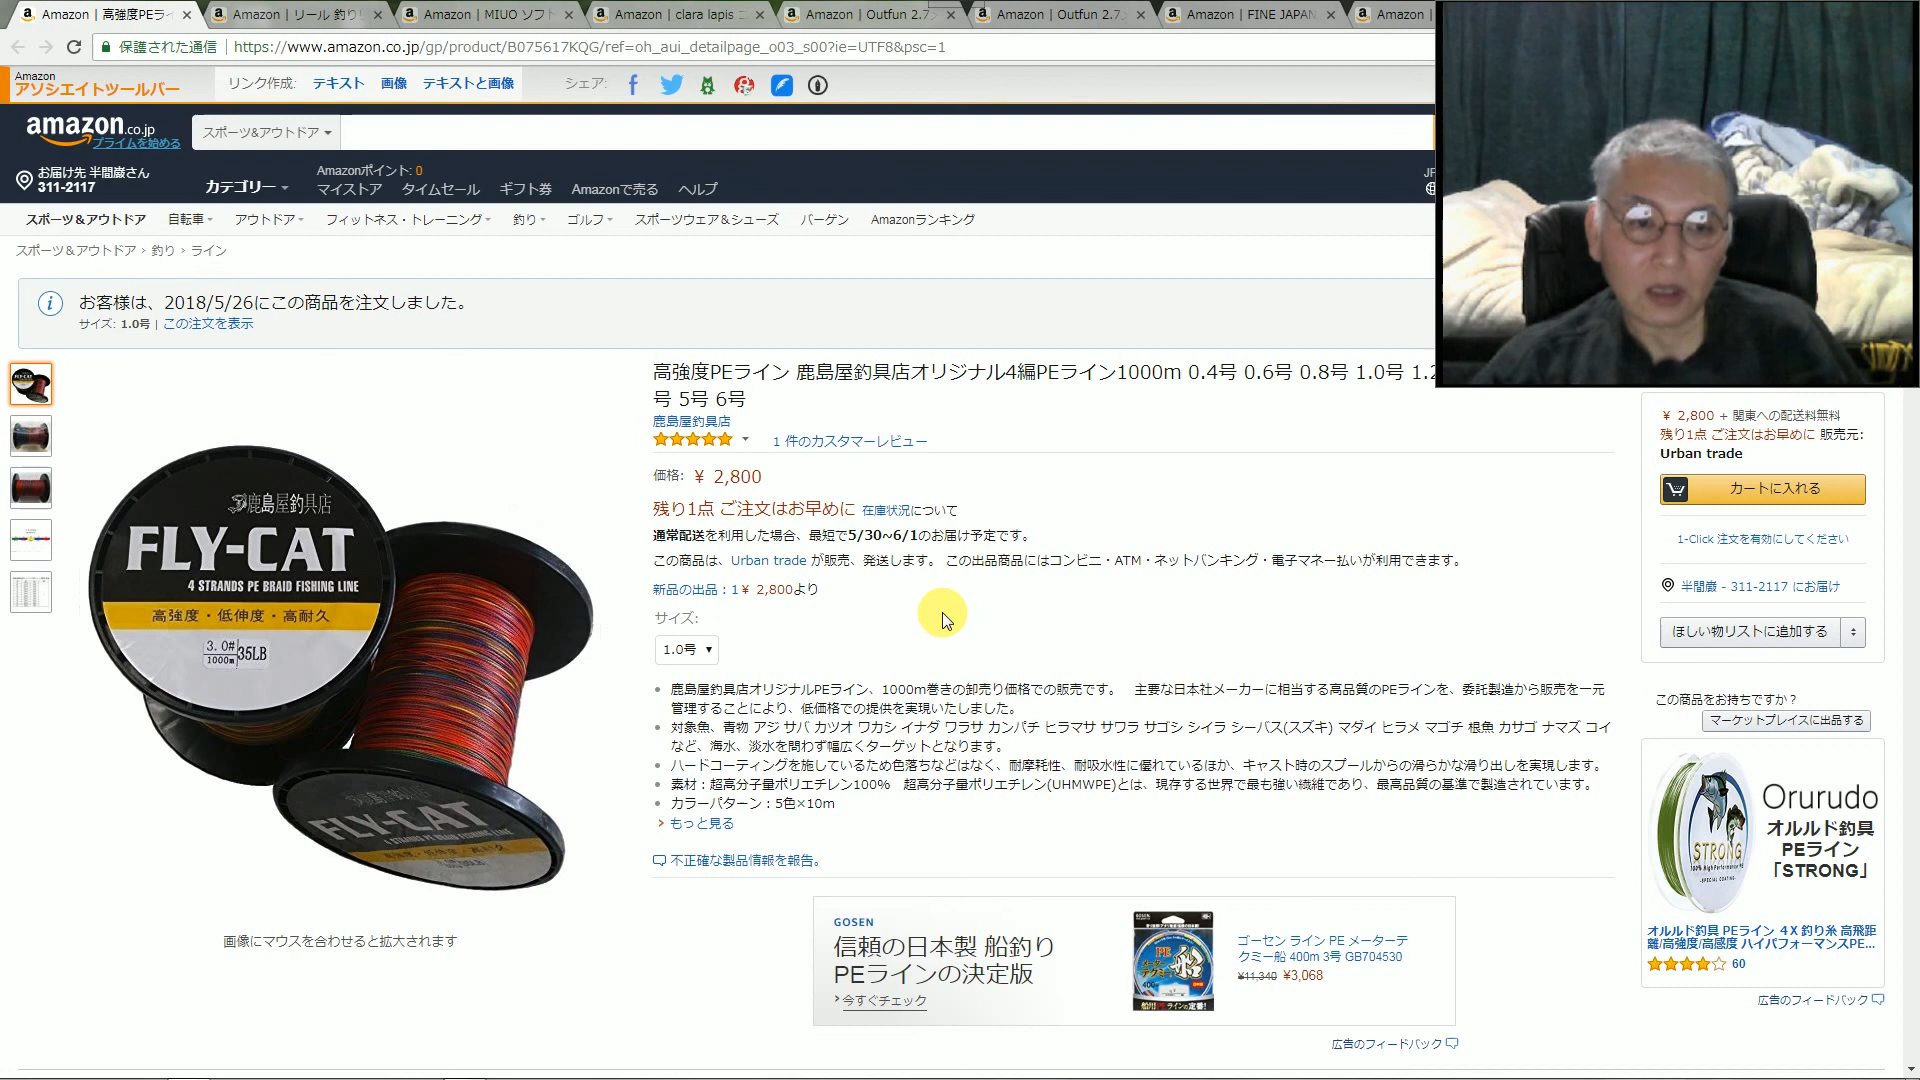 Amazon | 高強度PEライ
Amazon | リール 釣り
Amazon | MIUO ソフト
Amazon | clara lapis
Amazon | Outfun 2.7
Amazon | Outfun 2.7
Amazon | FINE JAPAN
Amazon |
保護された通信 | https://www.amazon.co.jp/gp/product/B075617KQG/ref=oh_aui_detailpage_o03_s00?ie=UTF8&psc=1
Amazon
アソシエイトツールバー
リンク作成: テキスト 画像 テキストと画像 シェア:
amazon.co.jp
プライムを始める
スポーツ&アウトドア
お届け先 半間巌さん
311-2117
カテゴリー
Amazonポイント: 0
マイストア タイムセール ギフト券 Amazonで売る ヘルプ
スポーツ&アウトドア 自転車 アウトドア フィットネス・トレーニング 釣り ゴルフ スポーツウェア&シューズ バーゲン Amazonランキング
スポーツ&アウトドア › 釣り › ライン
お客様は、2018/5/26にこの商品を注文しました。
サイズ: 1.0号 | この注文を表示
高強度PEライン 鹿島屋釣具店オリジナル4編PEライン1000m 0.4号 0.6号 0.8号 1.0号 1.2
号 5号 6号
鹿島屋釣具店
1 件のカスタマーレビュー
価格: ¥ 2,800
残り1点 ご注文はお早めに 在庫状況について
通常配送を利用した場合、最短で5/30~6/1のお届け予定です。
この商品は、Urban trade が販売、発送します。 この出品商品にはコンビニ・ATM・ネットバンキング・電子マネー払いが利用できます。
新品の出品：1¥ 2,800より
サイズ:
1.0号
鹿島屋釣具店オリジナルPEライン、1000m巻きの卸売り価格での販売です。 主要な日本社メーカーに相当する高品質のPEラインを、委託製造から販売を一元
管理することにより、低価格での提供を実現いたしました。
対象魚、青物 アジ サバ カツオ ワカシ イナダ ワラサ カンパチ ヒラマサ サワラ サゴシ シイラ シーバス(スズキ) マダイ ヒラメ マゴチ 根魚 カサゴ ナマズ コイ
など、海水、淡水を問わず幅広くターゲットとなります。
ハードコーティングを施しているため色落ちなどはなく、耐摩耗性、耐吸水性に優れているほか、キャスト時のスプールからの滑らかな滑り出しを実現します。
素材：超高分子量ポリエチレン100% 超高分子量ポリエチレン(UHMWPE)とは、現存する世界で最も強い繊維であり、最高品質の基準で製造されています。
カラーパターン：5色×10m
もっと見る
不正確な製品情報を報告。
鹿島屋釣具店
FLY-CAT
4 STRANDS PE BRAID FISHING LINE
高強度・低伸度・高耐久
3.0#
1000m
35LB
FLY-CAT
画像にマウスを合わせると拡大されます
GOSEN
信頼の日本製 船釣り
PEラインの決定版
今すぐチェック
ゴーセン ライン PE メーターテ
クミー船 400m 3号 GB704530
¥11,340 ¥3,068
広告のフィードバック
¥ 2,800 + 関東への配送料無料
残り1点 ご注文はお早めに 販売元:
Urban trade
カートに入れる
1-Click 注文を有効にしてください
半間巌 - 311-2117 にお届け
ほしい物リストに追加する
この商品をお持ちですか？
マーケットプレイスに出品する
Orurudo
オルルド釣具
PEライン
「STRONG」
STRONG
オルルド釣具 PEライン 4X 釣り糸 高飛距
離/高強度/高感度 ハイパフォーマンスPE...
60
広告のフィードバック